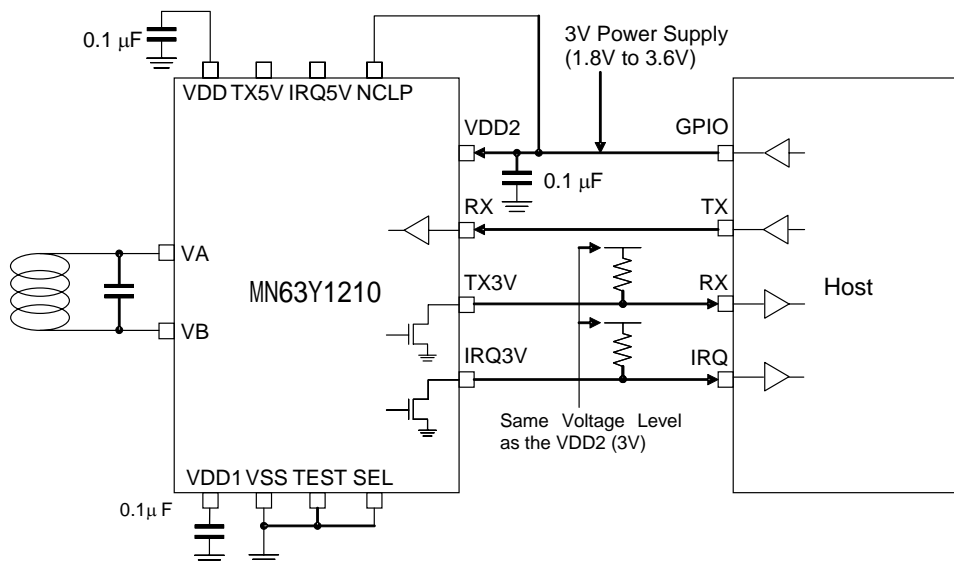 0.1 μF
3V Power Supply
(1.8V to 3.6V)
VDD TX5V IRQ5V NCLP
VDD2
GPIO
0.1 μF
RX
TX
VA
MN63Y1210
TX3V
RX
Host
VB
IRQ3V
IRQ
Same Voltage Level
as the VDD2 (3V)
VDD1 VSS TEST SEL
0.1μ F